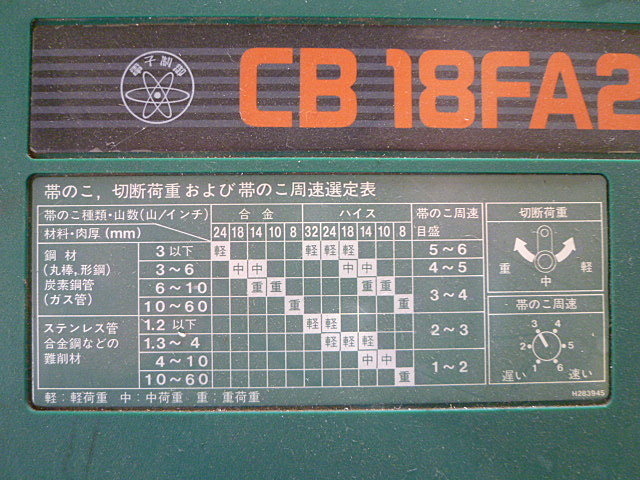 電子制御
CB 18FA2
帯のこ，切断荷重および帯のこ周速選定表
帯のこ種類・山数(山/インチ) 合金 ハイス 帯のこ周速目盛
材料・肉厚(mm) 24 18 14 10 8 32 24 18 14 10 8
鋼材(丸棒,形鋼)炭素鋼管(ガス管)
3以下 軽 軽 軽 軽 5～6
3～6 中 中 中 中 4～5
6～10 重 重 重 重 3～4
10～60 重 重
ステンレス管合金鋼などの難削材
1.2以下 軽 軽 2～3
1.3～4 軽 軽 軽
4～10 中 中 1～2
10～60 重
軽：軽荷重 中：中荷重 重：重荷重
切断荷重
重 中 軽
帯のこ周速
1 2 3 4 5 6
遅い 速い
H283945